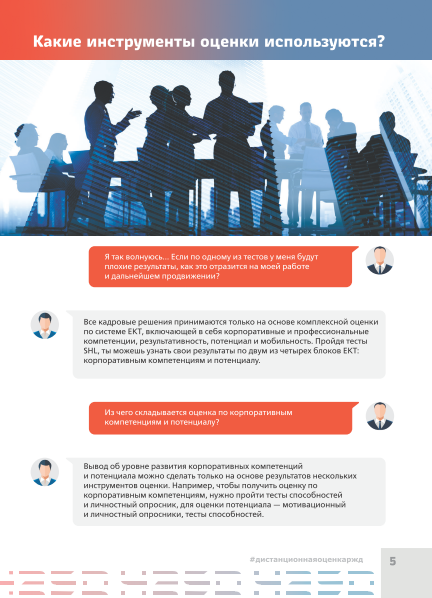 Какие инструменты оценки используются?
Я так волнуюсь... Если по одному из тестов у меня будут
плохие результаты, как это отразится на моей работе
и дальнейшем продвижении?
Все кадровые решения принимаются только на основе комплексной оценки
по системе ЕКТ, включающей в себя корпоративные и профессиональные
компетенции, результативность, потенциал и мобильность. Пройдя тесты
SHL, ты можешь узнать свои результаты по двум из четырех блоков ЕКТ:
корпоративным компетенциям и потенциалу.
Из чего складывается оценка по корпоративным
компетенциям и потенциалу?
Вывод об уровне развития корпоративных компетенций
и потенциала можно сделать только на основе результатов нескольких
инструментов оценки. Например, чтобы получить оценку по
корпоративным компетенциям, нужно пройти тесты способностей
и личностный опросник, для оценки потенциала — мотивационный
и личностный опросники, тесты способностей.
#дистанционнаяоценкаржд
5